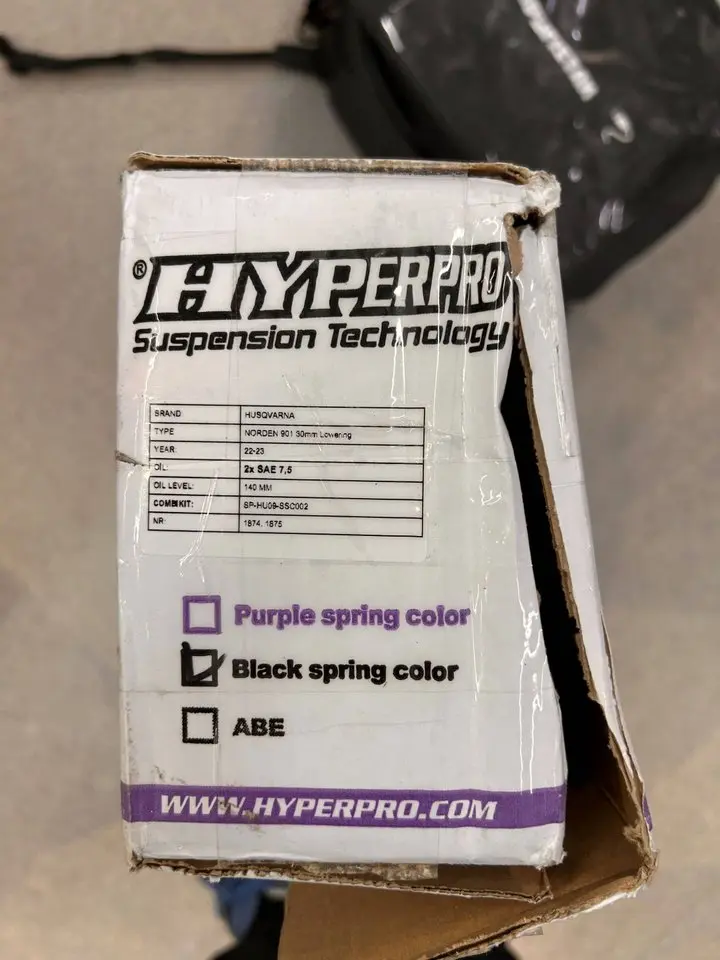 ® HYPERPRO
Suspension Technology
BRAND HUSQVARNA
TYPE NORDEN 901 30mm Lowering
YEAR: 22-23
OIL: 2x SAE 7,5
OIL LEVEL: 140 MM
COMBIKIT: SP-HU09-SSC002
NR: 1874, 1875
Purple spring color
Black spring color
ABE
WWW.HYPERPRO.COM